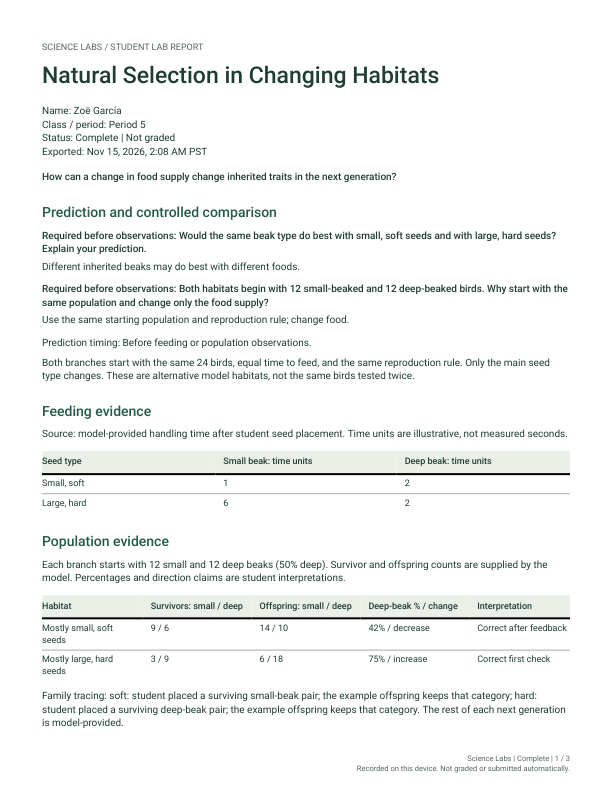 SCIENCE LABS / STUDENT LAB REPORT
Natural Selection in Changing Habitats
Name: Zoë García
Class / period: Period 5
Status: Complete | Not graded
Exported: Nov 15, 2026, 2:08 AM PST
How can a change in food supply change inherited traits in the next generation?
Prediction and controlled comparison
Required before observations: Would the same beak type do best with small, soft seeds and with large, hard seeds?
Explain your prediction.
Different inherited beaks may do best with different foods.
Required before observations: Both habitats begin with 12 small-beaked and 12 deep-beaked birds. Why start with the
same population and change only the food supply?
Use the same starting population and reproduction rule; change food.
Prediction timing: Before feeding or population observations.
Both branches start with the same 24 birds, equal time to feed, and the same reproduction rule. Only the main seed
type changes. These are alternative model habitats, not the same birds tested twice.
Feeding evidence
Source: model-provided handling time after student seed placement. Time units are illustrative, not measured seconds.
Seed type Small beak: time units Deep beak: time units
Small, soft 1 2
Large, hard 6 2
Population evidence
Each branch starts with 12 small and 12 deep beaks (50% deep). Survivor and offspring counts are supplied by the
model. Percentages and direction claims are student interpretations.
Habitat Survivors: small / deep Offspring: small / deep Deep-beak % / change Interpretation
Mostly small, soft 9 / 6 14 / 10 42% / decrease Correct after feedback
seeds
Mostly large, hard 3 / 9 6 / 18 75% / increase Correct first check
seeds
Family tracing: soft: student placed a surviving small-beak pair; the example offspring keeps that category; hard:
student placed a surviving deep-beak pair; the example offspring keeps that category. The rest of each next generation
is model-provided.
Science Labs | Complete | 1 / 3
Recorded on this device. Not graded or submitted automatically.